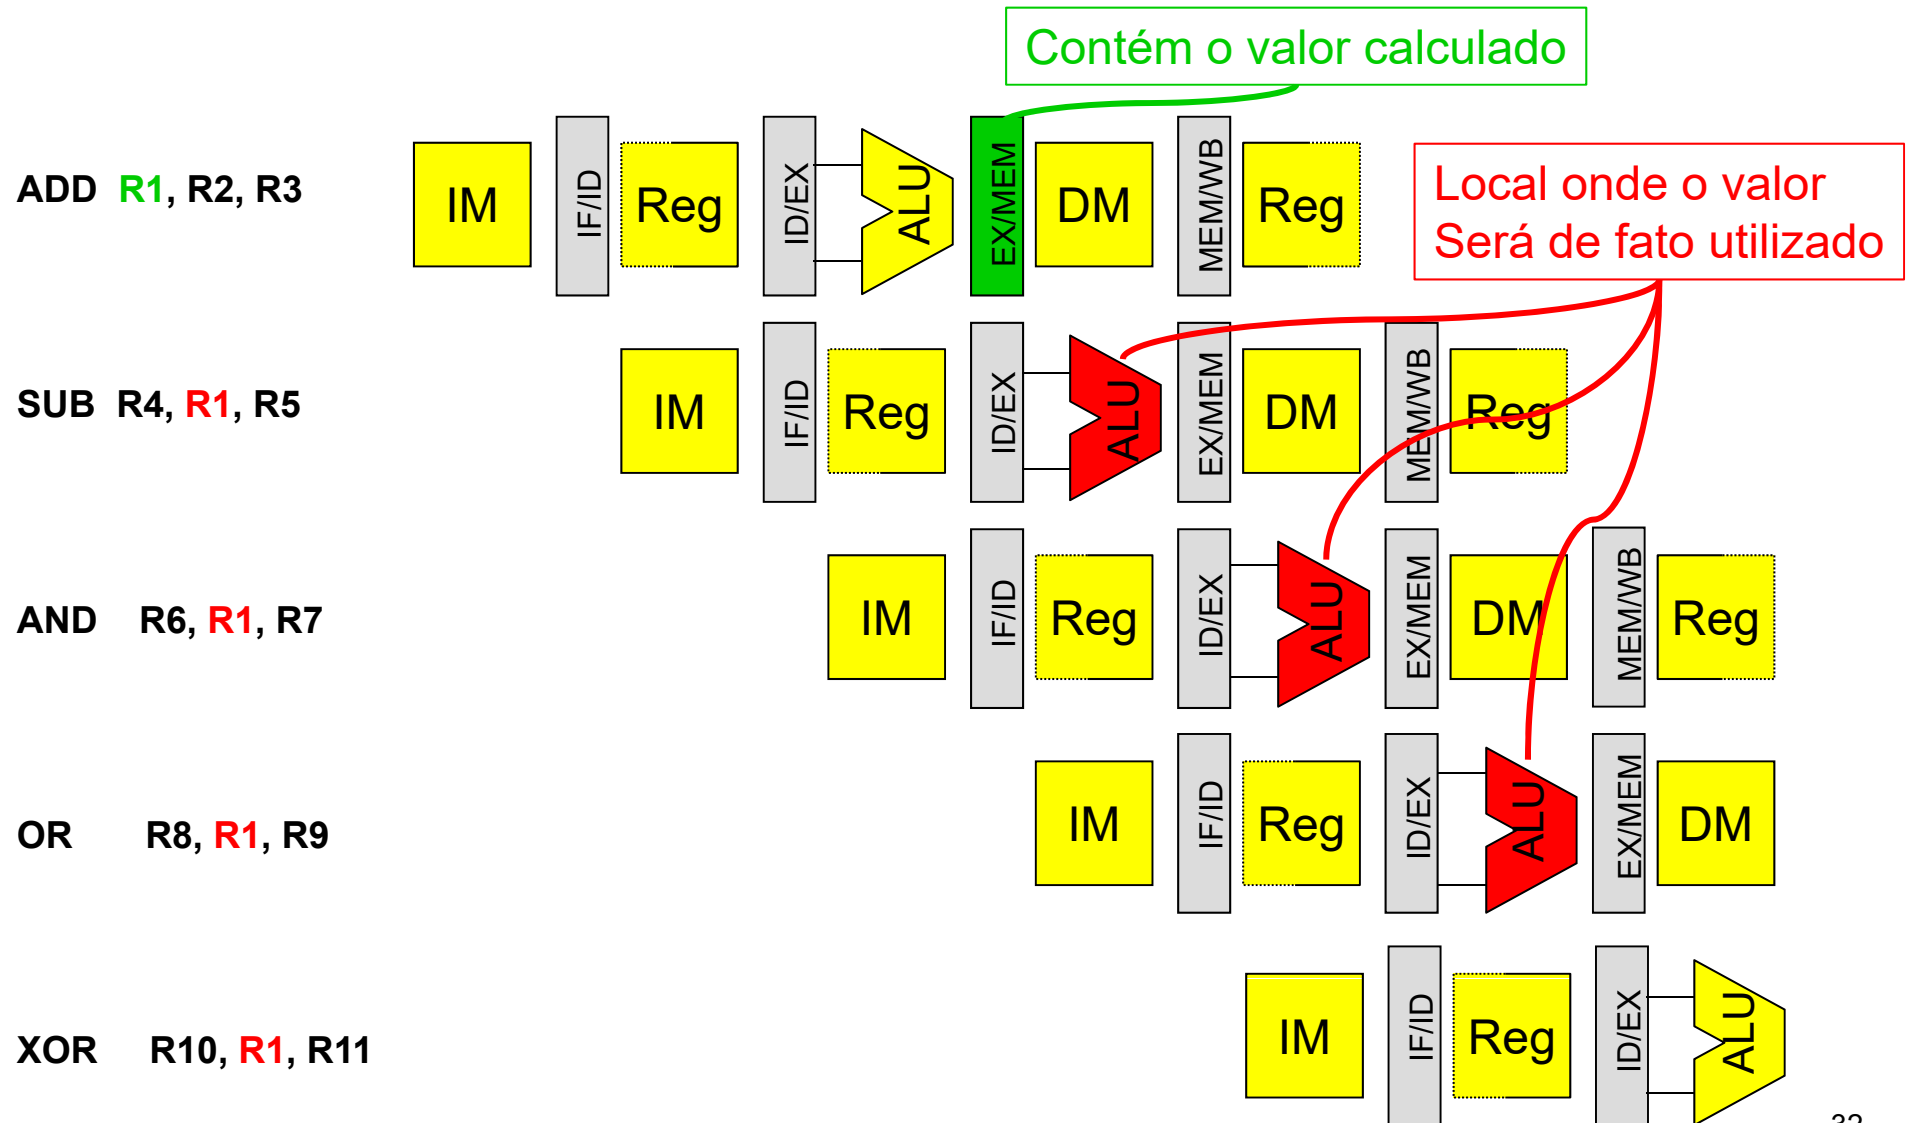 Contém o valor calculado
ADD R1, R2, R3
IM
IF/ID
Reg
ID/EX
ALU
EX/MEM
DM
MEM/WB
Reg
Local onde o valor
Será de fato utilizado
SUB R4, R1, R5
IM
IF/ID
Reg
ID/EX
ALU
EX/MEM
DM
MEM/WB
Reg
AND R6, R1, R7
IM
IF/ID
Reg
ID/EX
ALU
EX/MEM
DM
MEM/WB
Reg
OR R8, R1, R9
IM
IF/ID
Reg
ID/EX
ALU
EX/MEM
DM
XOR R10, R1, R11
IM
IF/ID
Reg
ID/EX
ALU
32